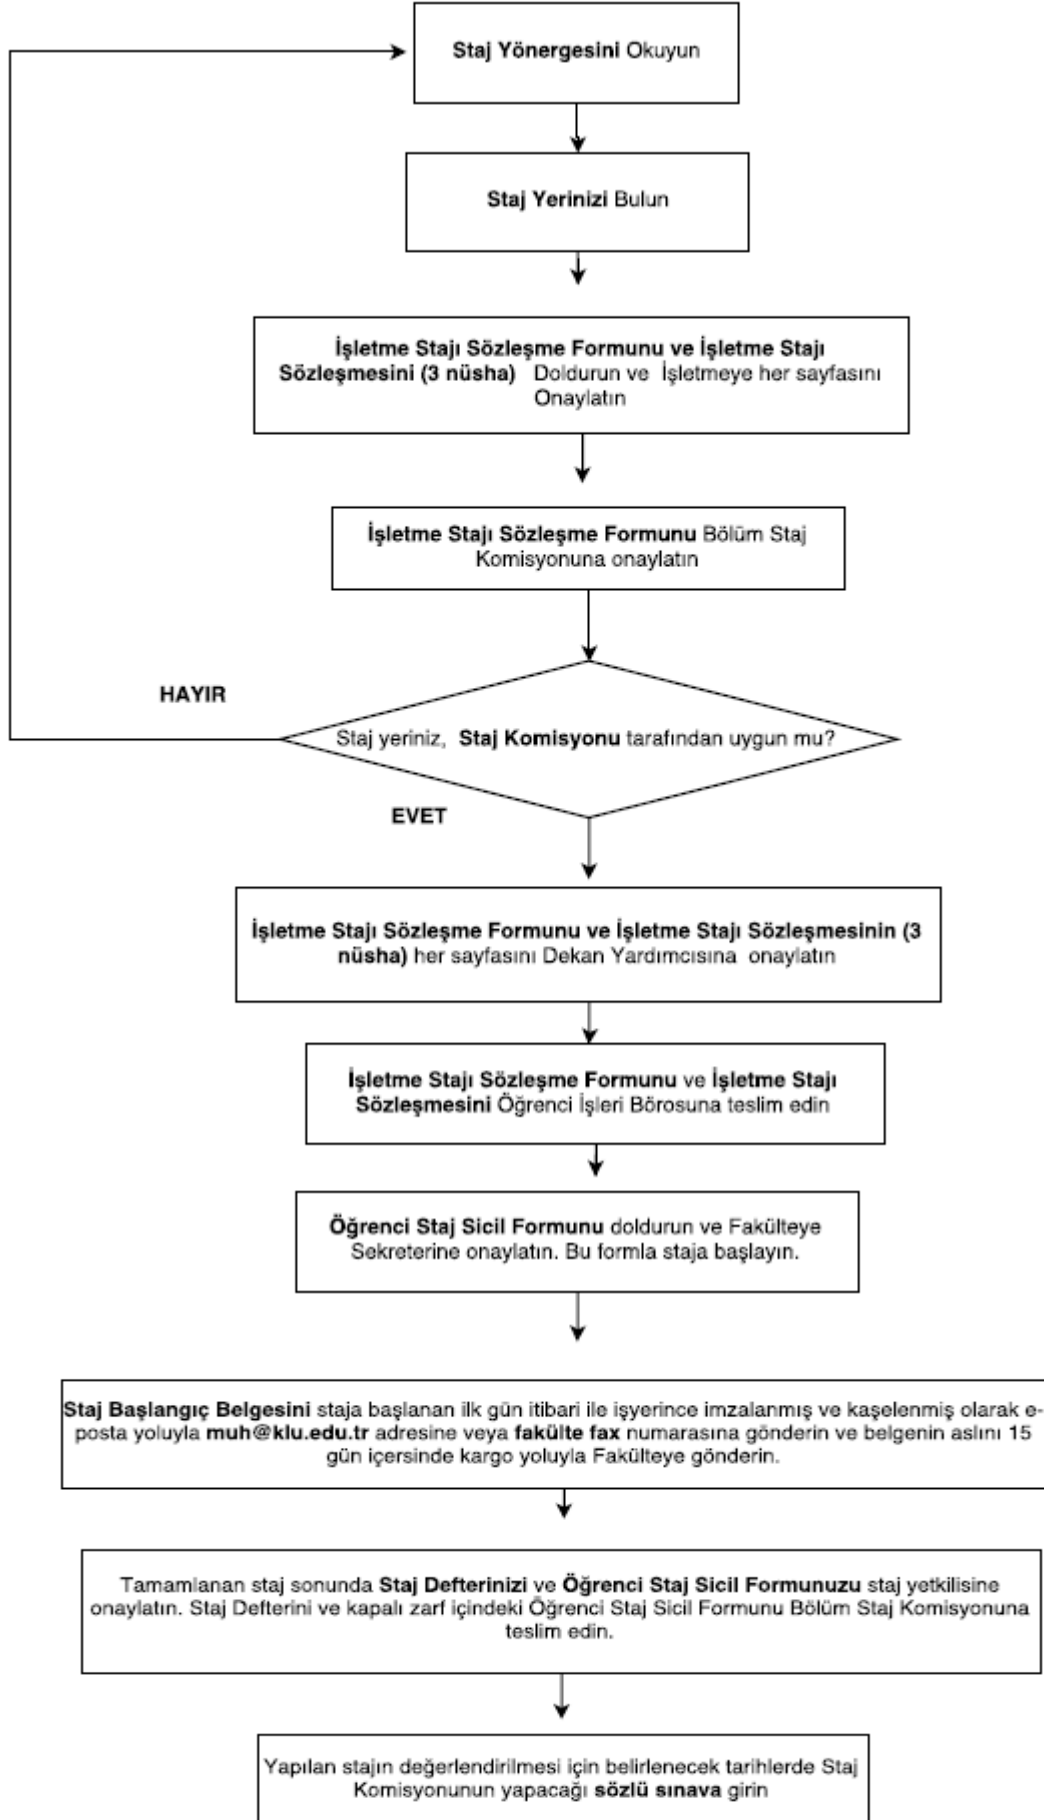 Staj Yönergesini Okuyun
Staj Yerinizi Bulun
İşletme Stajı Sözleşme Formunu ve İşletme Stajı
Sözleşmesini (3 nüsha) Doldurun ve İşletmeye her sayfasını
Onaylatın
İşletme Stajı Sözleşme Formunu Bölüm Staj
Komisyonuna onaylatın
HAYIR
Staj yeriniz, Staj Komisyonu tarafından uygun mu?
EVET
İşletme Stajı Sözleşme Formunu ve İşletme Stajı Sözleşmesinin (3
nüsha) her sayfasını Dekan Yardımcısına onaylatın
İşletme Stajı Sözleşme Formunu ve İşletme Stajı
Sözleşmesini Öğrenci İşleri Börosuna teslim edin
Öğrenci Staj Sicil Formunu doldurun ve Fakülteye
Sekreterine onaylatın. Bu formla staja başlayın.
Staj Başlangıç Belgesini staja başlanan ilk gün itibari ile işyerince imzalanmış ve kaşelenmiş olarak e-
posta yoluyla muh@klu.edu.tr adresine veya fakülte fax numarasına gönderin ve belgenin aslını 15
gün içersinde kargo yoluyla Fakülteye gönderin.
Tamamlanan staj sonunda Staj Defterinizi ve Öğrenci Staj Sicil Formunuzu staj yetkilisine
onaylatın. Staj Defterini ve kapalı zarf içindeki Öğrenci Staj Sicil Formunu Bölüm Staj Komisyonuna
teslim edin.
Yapılan stajın değerlendirilmesi için belirlenecek tarihlerde Staj
Komisyonunun yapacağı sözlü sınava girin